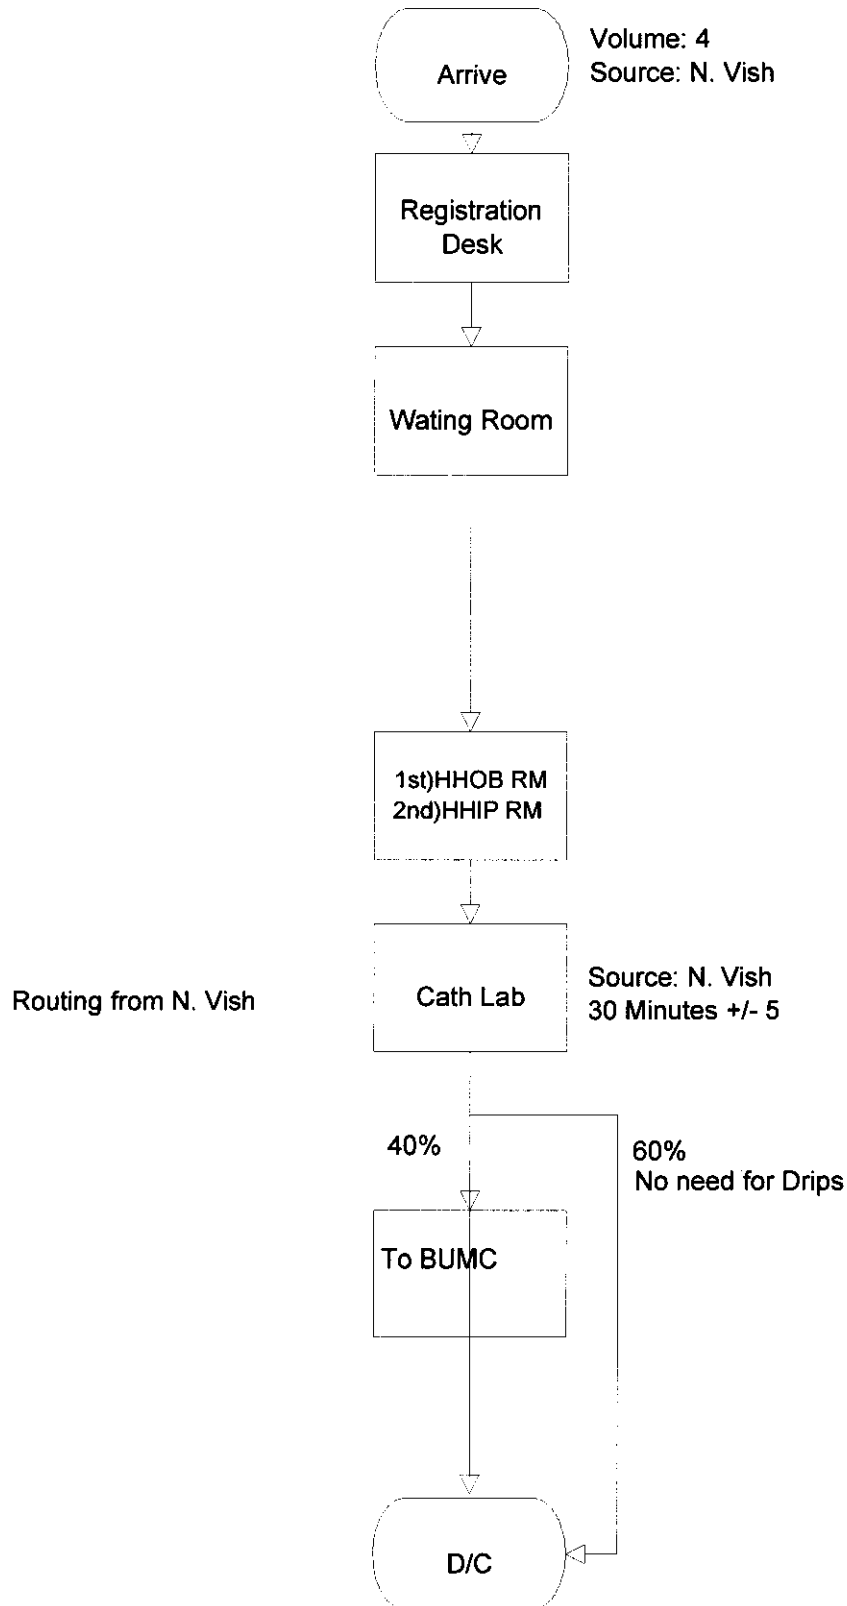 Arrive
Volume: 4
Source: N. Vish
Registration
Desk
Wating Room
1st)HHOB RM
2nd)HHIP RM
Routing from N. Vish
Cath Lab
Source: N. Vish
30 Minutes +/- 5
40%
60%
No need for Drips
To BUMC
D/C